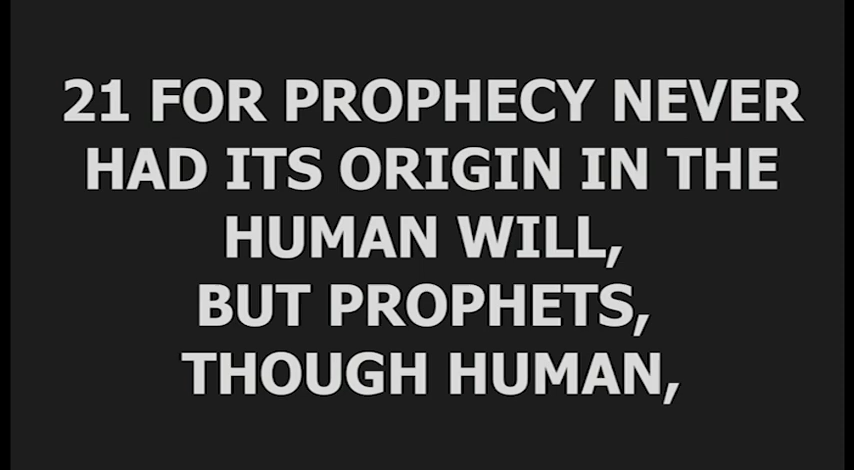 21 FOR PROPHECY NEVER
HAD ITS ORIGIN IN THE
HUMAN WILL,
BUT PROPHETS,
THOUGH HUMAN,